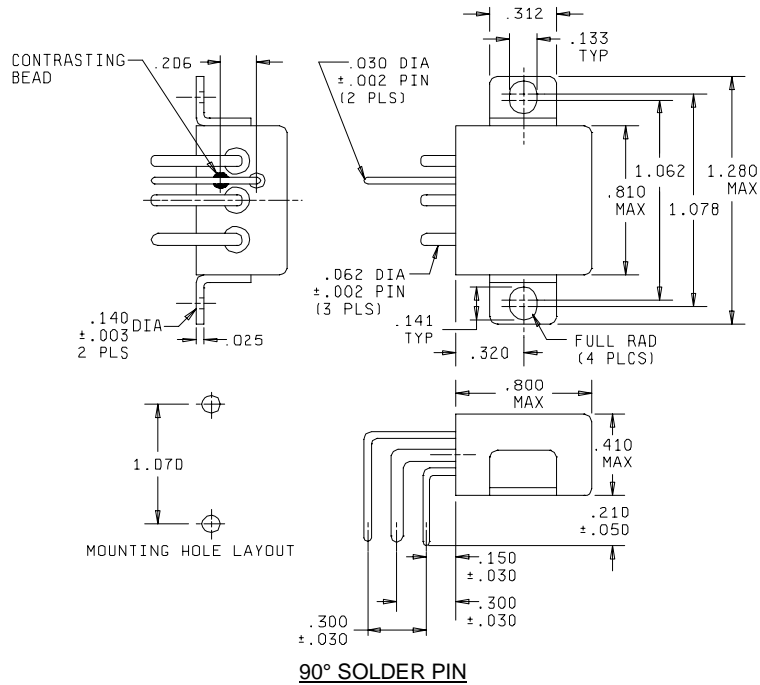 .312
.133
TYP
CONTRASTING
BEAD
.206
.030 DIA
±.002 PIN
(2 PLS)
1.062
1.280
MAX
.810
MAX
1.078
.062 DIA
±.002 PIN
(3 PLS)
.140
±.003
2 PLS
DIA
.025
.141
TYP
.320
FULL RAD
(4 PLCS)
.800
MAX
.410
MAX
1.070
.210
±.050
MOUNTING HOLE LAYOUT
.150
±.030
.300
±.030
.300
±.030
90° SOLDER PIN